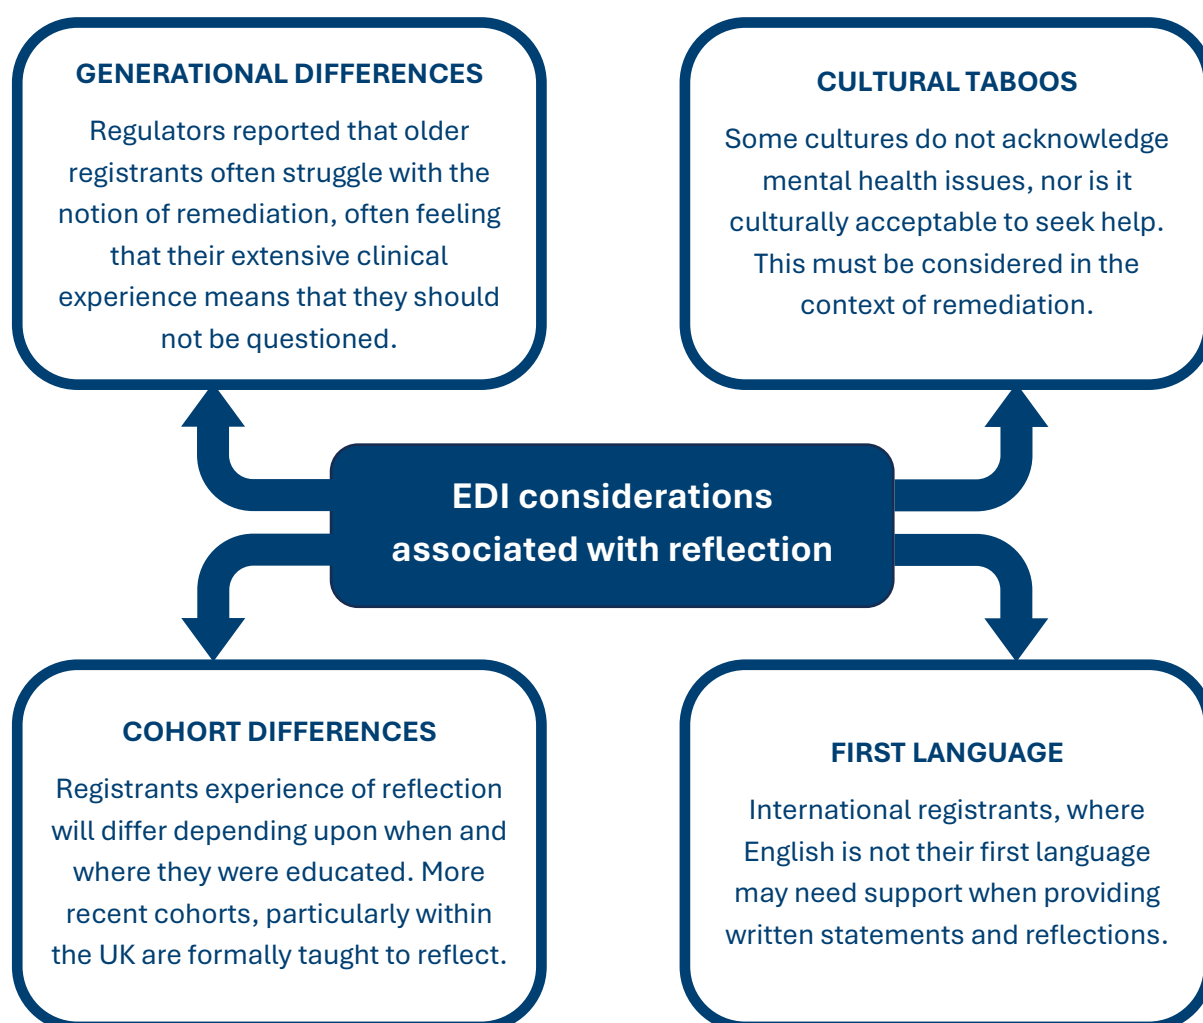 GENERATIONAL DIFFERENCES
Regulators reported that older
registrants often struggle with the
notion of remediation, often feeling
that their extensive clinical
experience means that they should
not be questioned.
CULTURAL TABOOS
Some cultures do not acknowledge
mental health issues, nor is it
culturally acceptable to seek help.
This must be considered in the
context of remediation.
EDI considerations
associated with reflection
COHORT DIFFERENCES
Registrants experience of reflection
will differ depending upon when and
where they were educated. More
recent cohorts, particularly within
the UK are formally taught to reflect.
FIRST LANGUAGE
International registrants, where
English is not their first language
may need support when providing
written statements and reflections.